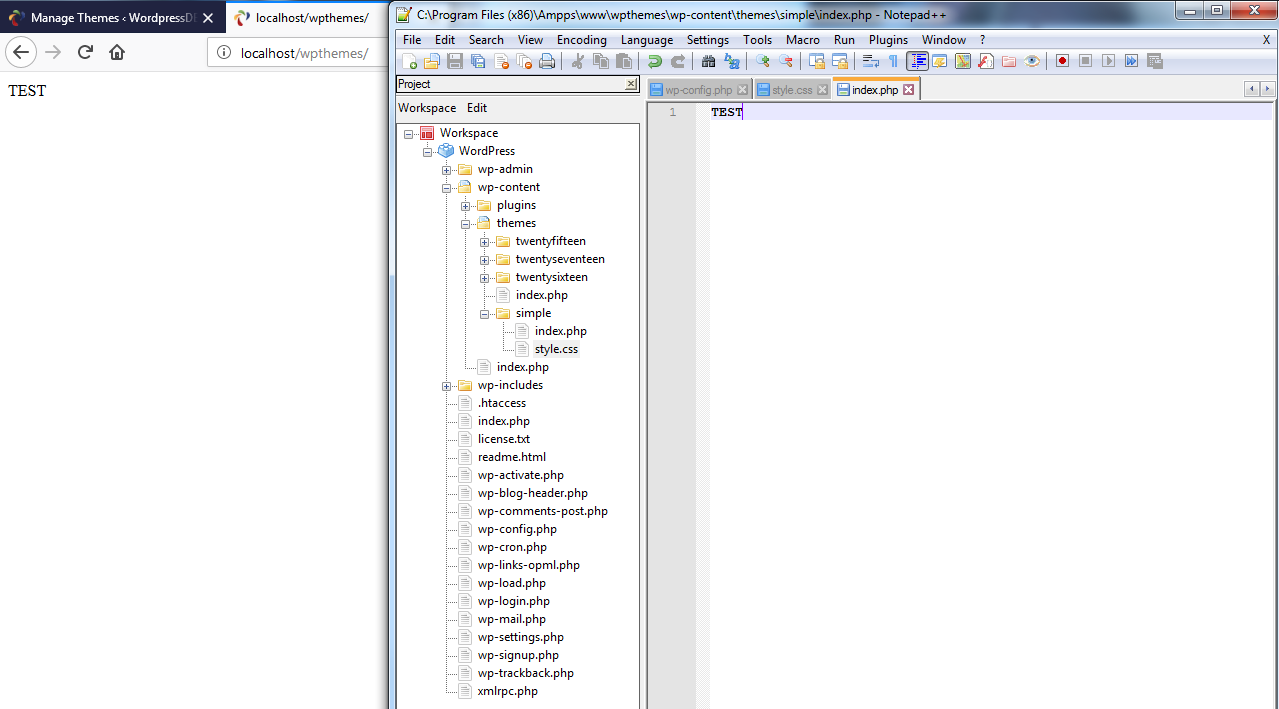 Manage Themes ‹ WordpressD
localhost/wpthemes/
localhost/wpthemes/
TEST
C:\Program Files (x86)\Ampps\www\wpthemes\wp-content\themes\simple\index.php - Notepad++
File Edit Search View Encoding Language Settings Tools Macro Run Plugins Window ? X
Project
wp-config.php style.css index.php
Workspace Edit
1 TEST
Workspace
WordPress
wp-admin
wp-content
plugins
themes
twentyfifteen
twentyseventeen
twentysixteen
index.php
simple
index.php
style.css
index.php
wp-includes
.htaccess
index.php
license.txt
readme.html
wp-activate.php
wp-blog-header.php
wp-comments-post.php
wp-config.php
wp-cron.php
wp-links-opml.php
wp-load.php
wp-login.php
wp-mail.php
wp-settings.php
wp-signup.php
wp-trackback.php
xmlrpc.php